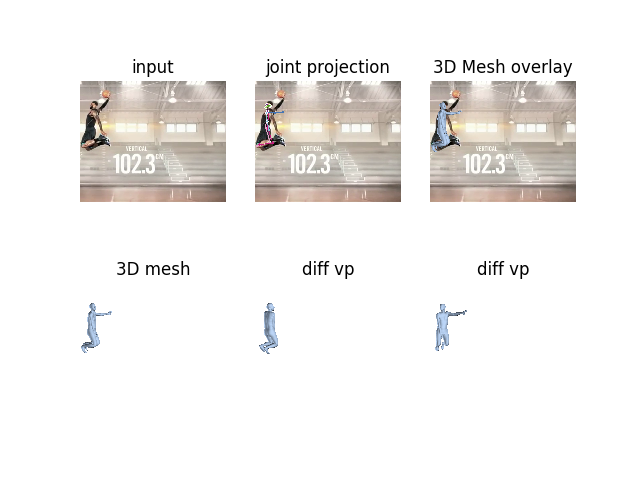 input
joint projection
3D Mesh overlay
VERTICAL
102.3
CM
VERTICAL
102.3
CM
VERTICAL
102.3
CM
3D mesh
diff vp
diff vp